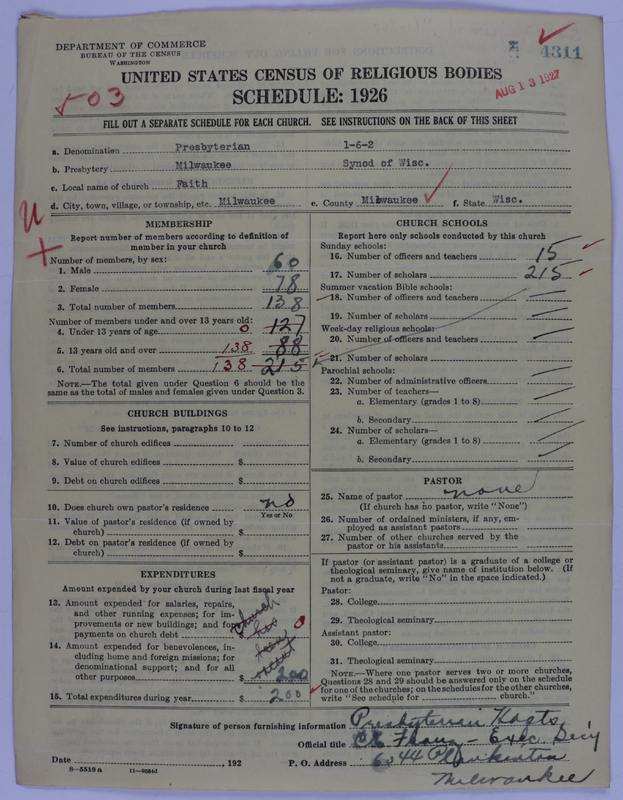 DEPARTMENT OF COMMERCE
BUREAU OF THE CENSUS
WASHINGTON
4311
AUG 13 1927
UNITED STATES CENSUS OF RELIGIOUS BODIES
SCHEDULE: 1926
503
FILL OUT A SEPARATE SCHEDULE FOR EACH CHURCH. SEE INSTRUCTIONS ON THE BACK OF THIS SHEET
a. Denomination Presbyterian 1-6-2
b. Presbytery Milwaukee Synod of Wisc.
c. Local name of church Faith
d. City, town, village, or township, etc. Milwaukee e. County Milwaukee f. State Wisc.
MEMBERSHIP
Report number of members according to definition of
member in your church
Number of members, by sex:
1. Male 60
2. Female 78
3. Total number of members 138
Number of members under and over 13 years old:
4. Under 13 years of age 0 127
5. 13 years old and over 138 88
6. Total number of members 138 215
NOTE.—The total given under Question 6 should be the
same as the total of males and females given under Question 3.
CHURCH BUILDINGS
See instructions, paragraphs 10 to 12
7. Number of church edifices
8. Value of church edifices $
9. Debt on church edifices $
10. Does church own pastor's residence no
Yes or No
11. Value of pastor's residence (if owned by
church) $
12. Debt on pastor's residence (if owned by
church) $
EXPENDITURES
Amount expended by your church during last fiscal year
13. Amount expended for salaries, repairs,
and other running expenses; for im-
provements or new buildings; and for
payments on church debt 0
church
14. Amount expended for benevolences, in-
cluding home and foreign missions; for
denominational support; and for all
other purposes $ 200
15. Total expenditures during year $ 200
CHURCH SCHOOLS
Report here only schools conducted by this church
Sunday schools:
16. Number of officers and teachers 15
17. Number of scholars 215
Summer vacation Bible schools:
18. Number of officers and teachers
19. Number of scholars
Week-day religious schools:
20. Number of officers and teachers
21. Number of scholars
Parochial schools:
22. Number of administrative officers
23. Number of teachers—
a. Elementary (grades 1 to 8)
b. Secondary
24. Number of scholars—
a. Elementary (grades 1 to 8)
b. Secondary
PASTOR
25. Name of pastor none
(If church has no pastor, write "None")
26. Number of ordained ministers, if any, em-
ployed as assistant pastors
27. Number of other churches served by the
pastor or his assistants
If pastor (or assistant pastor) is a graduate of a college or
theological seminary, give name of institution below. (If
not a graduate, write "No" in the space indicated.)
Pastor:
28. College
29. Theological seminary
Assistant pastor:
30. College
31. Theological seminary
NOTE.—Where one pastor serves two or more churches,
Questions 28 and 29 should be answered only on the schedule
for one of the churches; on the schedules for the other churches,
write "See schedule for church."
Signature of person furnishing information Presbyterian
Official title Exec. Sec'y
Date , 192 P. O. Address 6044
Milwaukee
8—5518 a